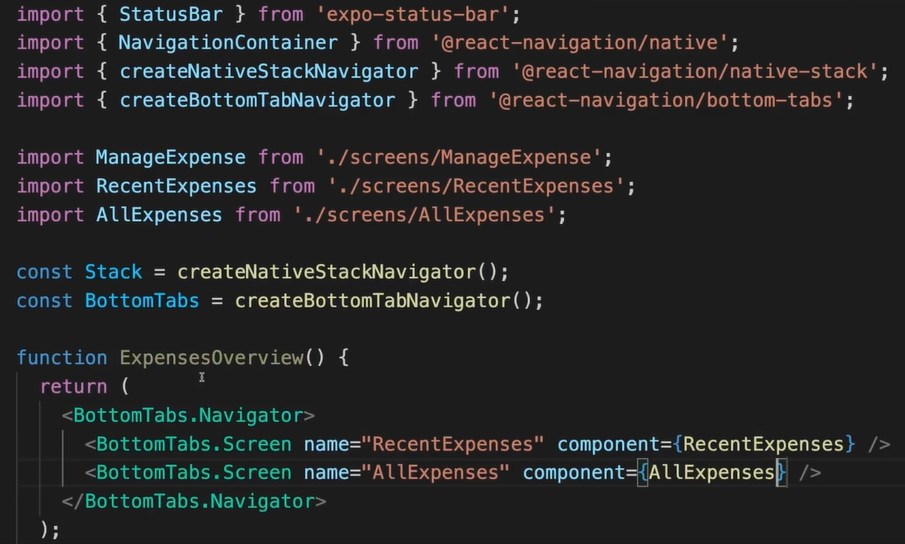 import { StatusBar } from 'expo-status-bar';
import { NavigationContainer } from '@react-navigation/native';
import { createNativeStackNavigator } from '@react-navigation/native-stack';
import { createBottomTabNavigator } from '@react-navigation/bottom-tabs';

import ManageExpense from './screens/ManageExpense';
import RecentExpenses from './screens/RecentExpenses';
import AllExpenses from './screens/AllExpenses';

const Stack = createNativeStackNavigator();
const BottomTabs = createBottomTabNavigator();

function ExpensesOverview() {
  return (
    <BottomTabs.Navigator>
      <BottomTabs.Screen name="RecentExpenses" component={RecentExpenses} />
      <BottomTabs.Screen name="AllExpenses" component={AllExpenses} />
    </BottomTabs.Navigator>
  );